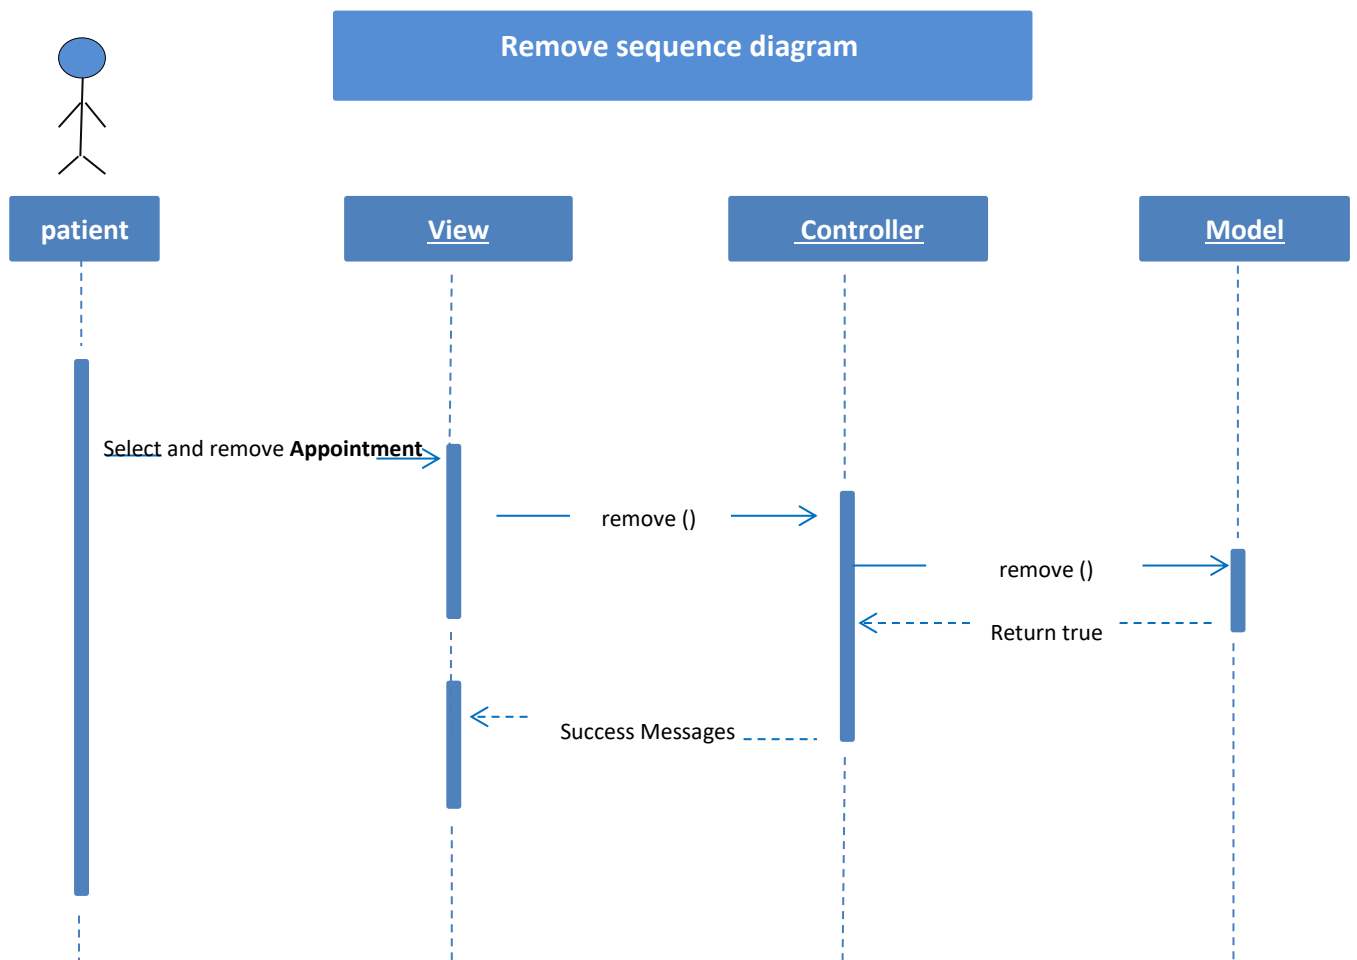 Remove sequence diagram
patient
View
Controller
Model
Select and remove Appointment
remove ()
remove ()
Return true
Success Messages